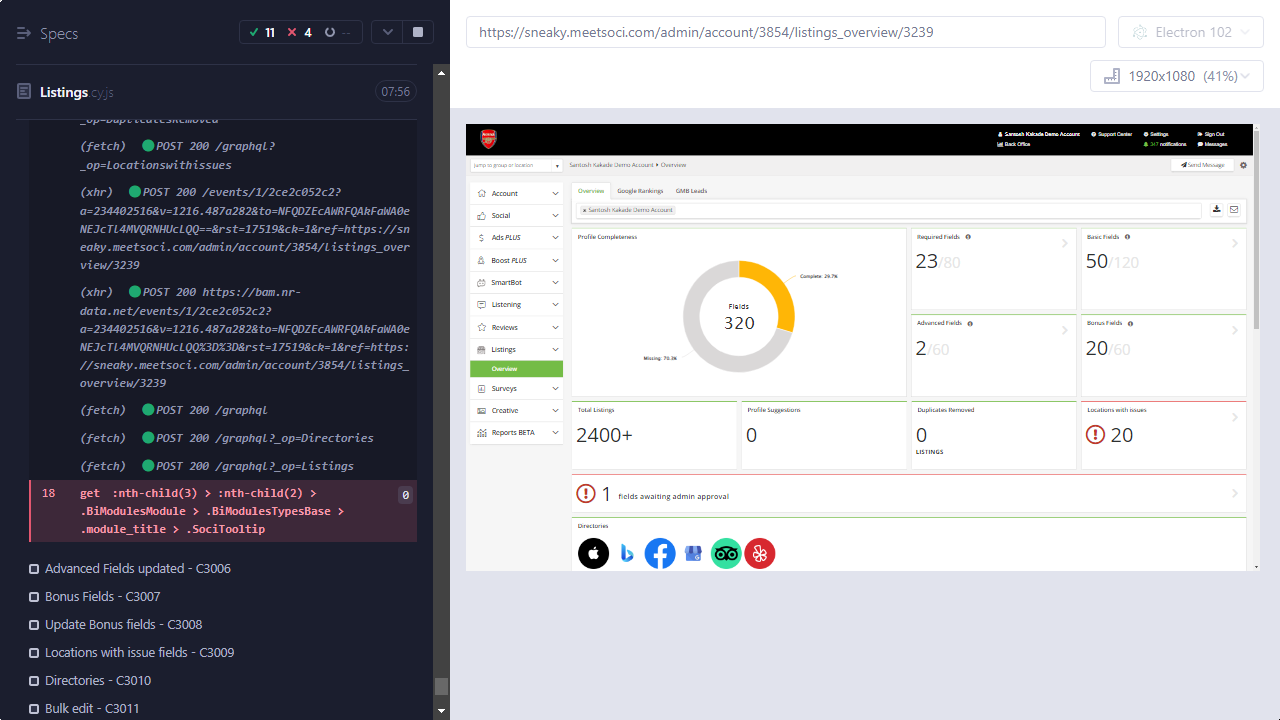 Specs
11 4 --
Listings.cy.js 07:56
_op=DuplicatesRemoved
(fetch) POST 200 /graphql?
_op=Locationswithissues
(xhr) POST 200 /events/1/2ce2c052c2?
a=234402516&v=1216.487a282&to=NFQDZEcAWRFQAkFaWA0e
NEJcTl4MVQRNHUcLQQ==&rst=17519&ck=1&ref=https://sn
eaky.meetsoci.com/admin/account/3854/listings_over
view/3239
(xhr) POST 200 https://bam.nr-
data.net/events/1/2ce2c052c2?
a=234402516&v=1216.487a282&to=NFQDZEcAWRFQAkFaWA0e
NEJcTl4MVQRNHUcLQQ%3D%3D&rst=17519&ck=1&ref=https:
//sneaky.meetsoci.com/admin/account/3854/listings_
overview/3239
(fetch) POST 200 /graphql
(fetch) POST 200 /graphql?_op=Directories
(fetch) POST 200 /graphql?_op=Listings
18 get :nth-child(3) > :nth-child(2) > 0
.BiModulesModule > .BiModulesTypesBase >
.module_title > .SociTooltip
Advanced Fields updated - C3006
Bonus Fields - C3007
Update Bonus fields - C3008
Locations with issue fields - C3009
Directories - C3010
Bulk edit - C3011
https://sneaky.meetsoci.com/admin/account/3854/listings_overview/3239
Electron 102
1920x1080 (41%)
Santosh Kakade Demo Account Support Center Settings Sign Out
Back Office 347 notifications Messages
Jump to group or location
Santosh Kakade Demo Account Overview
Send Message
Account
Social
Ads PLUS
Boost PLUS
SmartBot
Listening
Reviews
Listings
Overview
Surveys
Creative
Reports BETA
Overview Google Rankings GMB Leads
× Santosh Kakade Demo Account
Profile Completeness
Complete: 29.7%
Fields
320
Missing: 70.3%
Required Fields
23/80
Basic Fields
50/120
Advanced Fields
2/60
Bonus Fields
20/60
Total Listings
2400+
Profile Suggestions
0
Duplicates Removed
0
LISTINGS
Locations with issues
20
1 fields awaiting admin approval
Directories